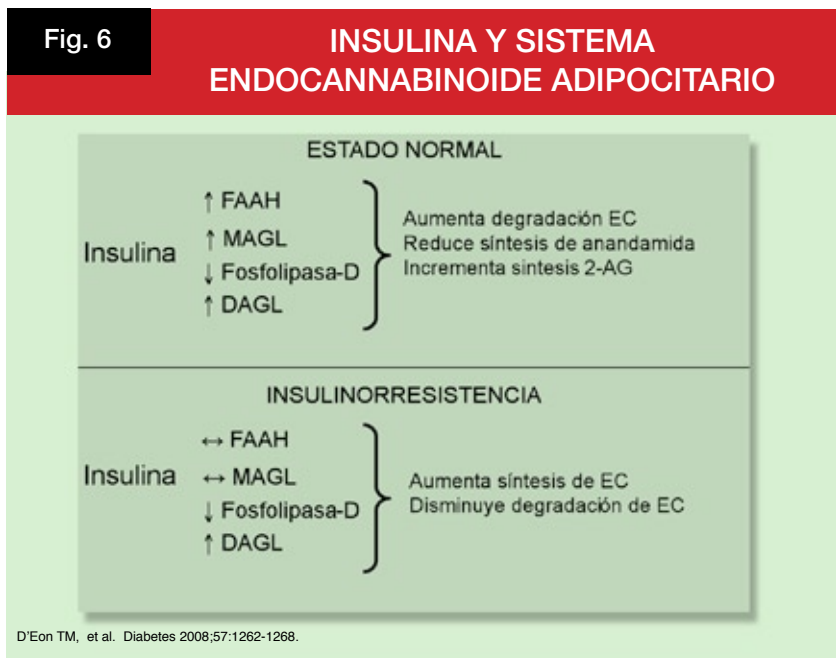 Fig. 6
INSULINA Y SISTEMA
ENDOCANNABINOIDE ADIPOCITARIO
ESTADO NORMAL
Insulina
↑ FAAH
↑ MAGL
↓ Fosfolipasa-D
↑ DAGL
Aumenta degradación EC
Reduce síntesis de anandamida
Incrementa sintesis 2-AG
INSULINORRESISTENCIA
Insulina
↔ FAAH
↔ MAGL
↓ Fosfolipasa-D
↑ DAGL
Aumenta síntesis de EC
Disminuye degradación de EC
D'Eon TM, et al. Diabetes 2008;57:1262-1268.